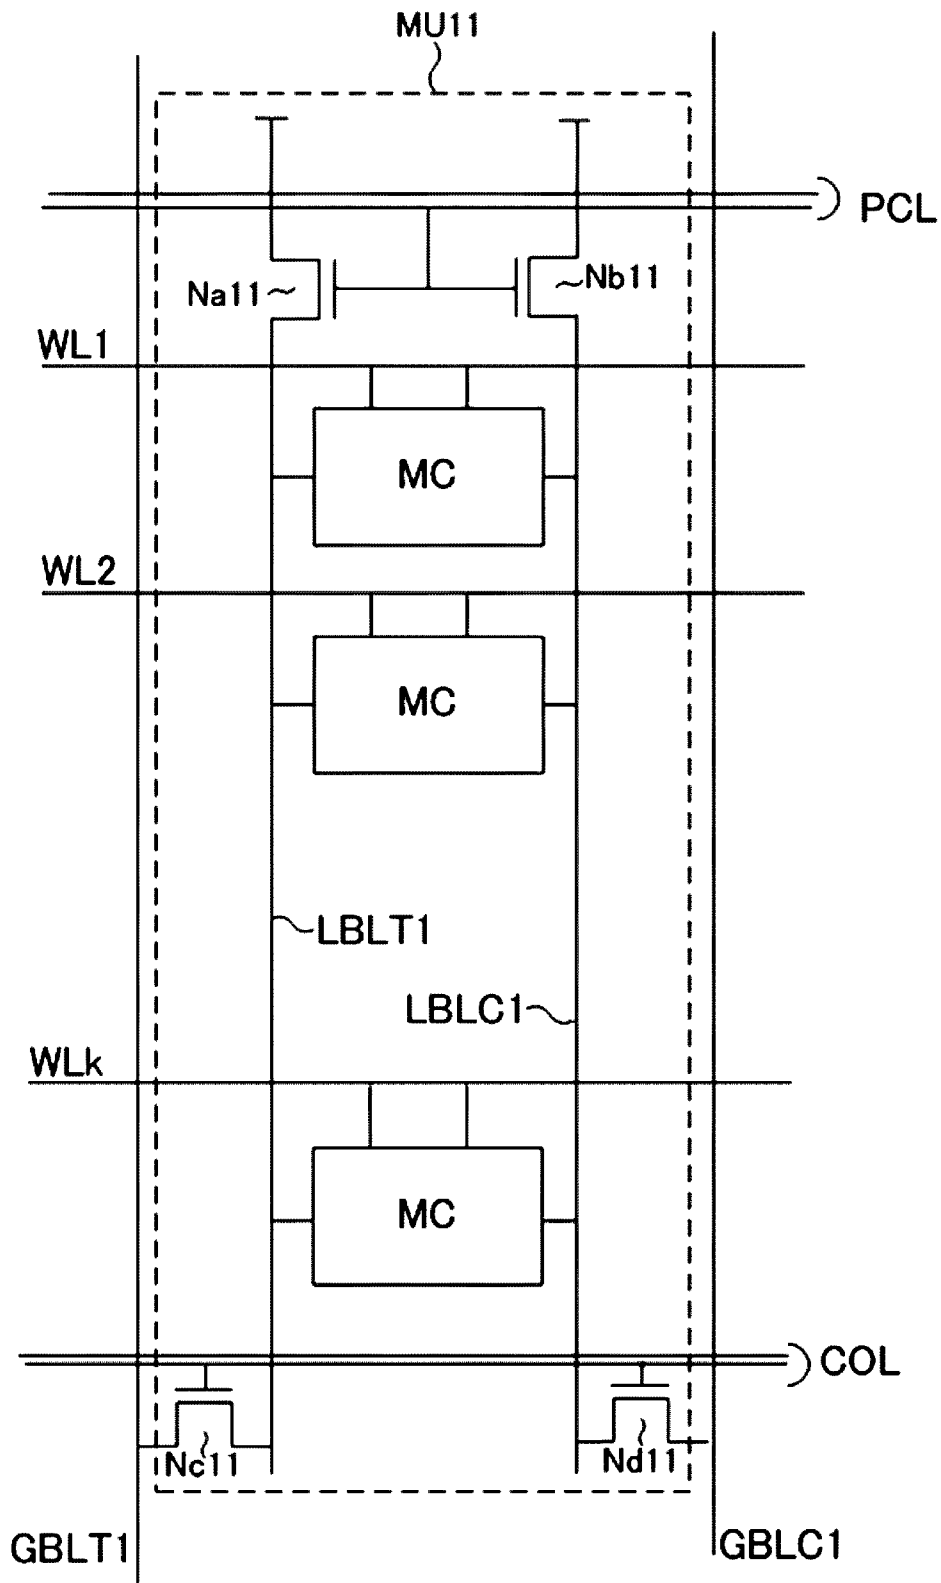 MU11
PCL
Na11
Nb11
WL1
MC
WL2
MC
LBLT1
LBLC1
WLk
MC
COL
Nc11
Nd11
GBLT1
GBLC1